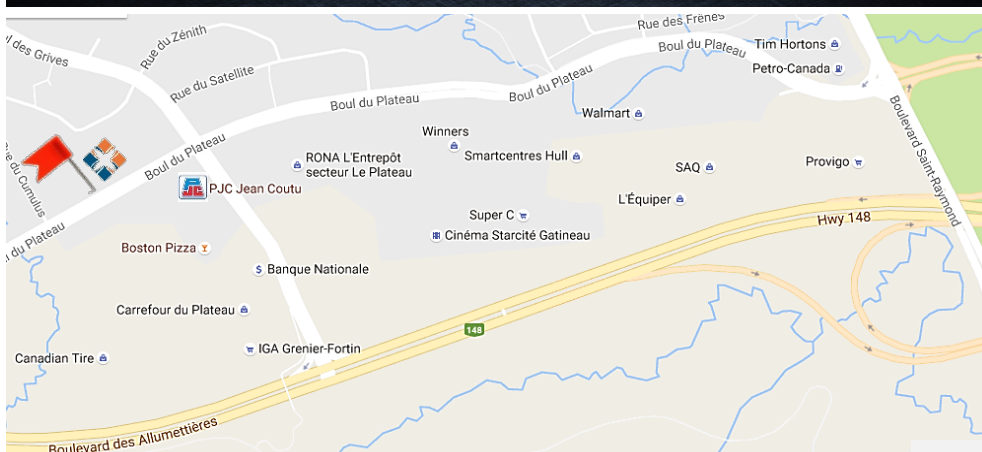 Rue des Frênes
Rue du Zénith
des Grives
Boul du Plateau
Tim Hortons
Petro-Canada
Rue du Satellite
Boul du Plateau
Boul du Plateau
Boulevard Saint-Raymond
Walmart
Winners
Boul du Plateau
RONA L'Entrepôt
secteur Le Plateau
Smartcentres Hull
SAQ
Provigo
Rue du Cumulus
PJC
PJC Jean Coutu
L'Équiper
Super C
Hwy 148
du Plateau
Boston Pizza
Cinéma Starcité Gatineau
$ Banque Nationale
Carrefour du Plateau
148
Canadian Tire
IGA Grenier-Fortin
Boulevard des Allumettières